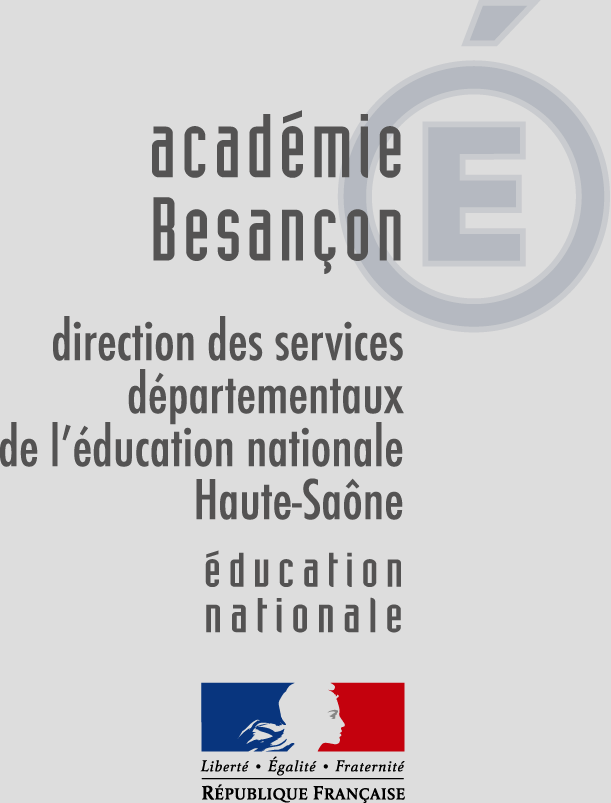 É
académie
Besançon
direction des services
départementaux
de l’éducation nationale
Haute-Saône
éducation
nationale
Liberté • Égalité • Fraternité
RÉPUBLIQUE FRANÇAISE